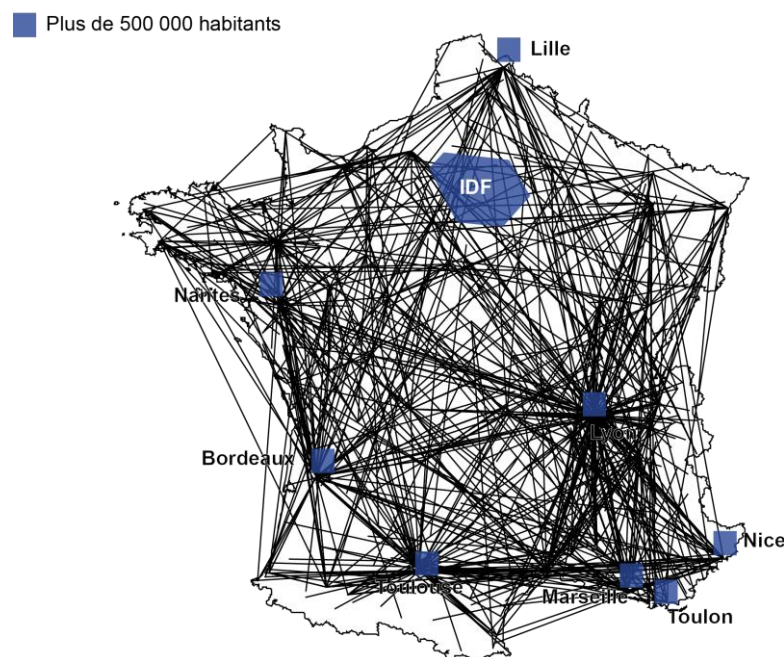 Plus de 500 000 habitants
Lille
IDF
Nantes
Lyon
Bordeaux
Nice
Toulouse
Marseille
Toulon